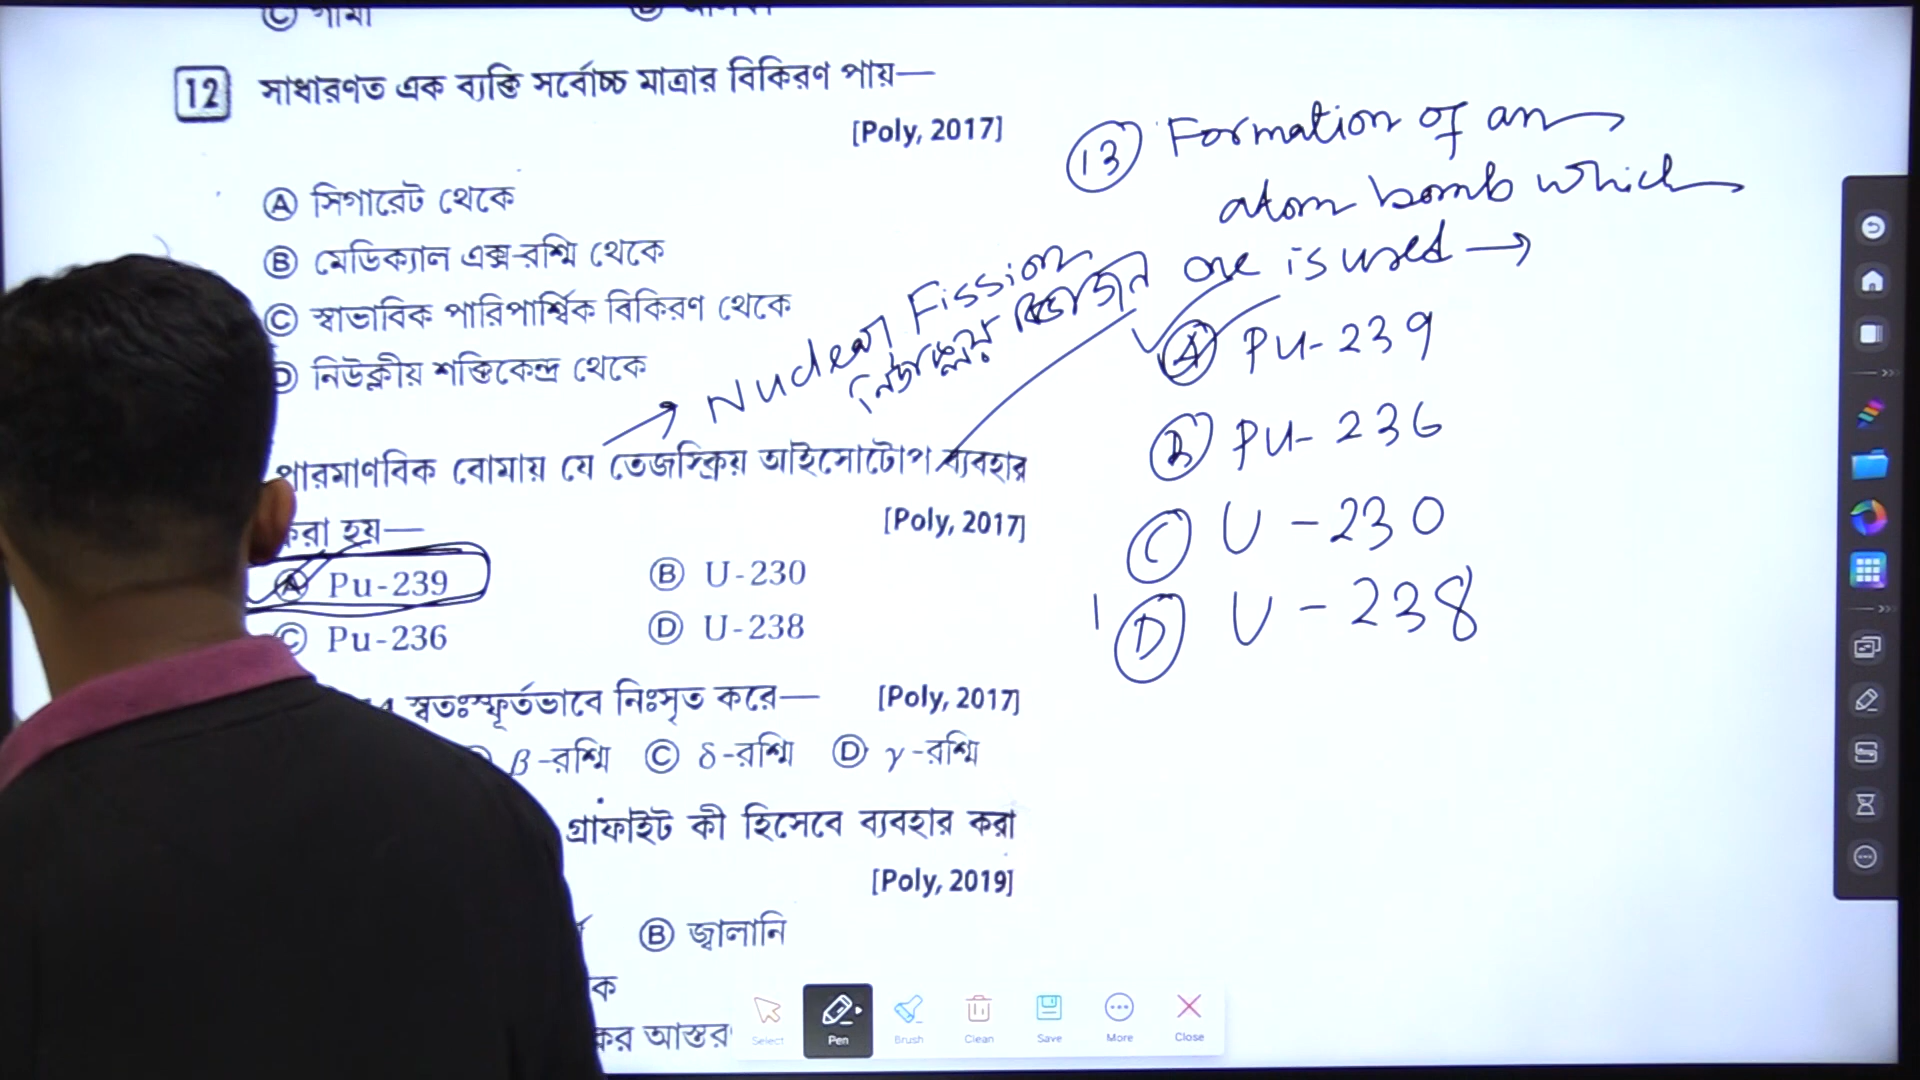 12 সাধারণত এক ব্যক্তি সর্বোচ্চ মাত্রার বিকিরণ পায়—
[Poly, 2017]
A সিগারেট থেকে
B মেডিক্যাল এক্স-রশ্মি থেকে
C স্বাভাবিক পারিপার্শ্বিক বিকিরণ থেকে
D নিউক্লীয় শক্তিকেন্দ্র থেকে
পারমাণবিক বোমায় যে তেজস্ক্রিয় আইসোটোপ ব্যবহার
করা হয়—
[Poly, 2017]
A Pu-239
B U-230
C Pu-236
D U-238
স্বতঃস্ফূর্তভাবে নিঃসৃত করে—
[Poly, 2017]
β-রশ্মি C δ-রশ্মি D γ-রশ্মি
গ্রাফাইট কী হিসেবে ব্যবহার করা
[Poly, 2019]
B জ্বালানি
আস্তর
Nuclear Fission
বিভাজন
13 Formation of an
atom bomb which
one is used →
A Pu-239
B Pu-236
C U-230
D U-238
Select
Pen
Brush
Clean
Save
More
Close